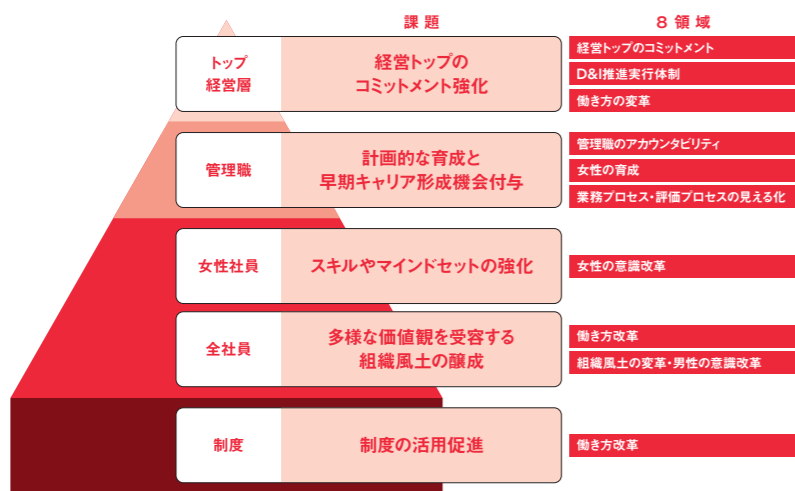 課題
8領域
トップ
経営層
経営トップの
コミットメント強化
経営トップのコミットメント
D&I推進実行体制
働き方の変革
管理職
計画的な育成と
早期キャリア形成機会付与
管理職のアカウンタビリティ
女性の育成
業務プロセス・評価プロセスの見える化
女性社員
スキルやマインドセットの強化
女性の意識改革
全社員
多様な価値観を受容する
組織風土の醸成
働き方改革
組織風土の変革・男性の意識改革
制度
制度の活用促進
働き方改革